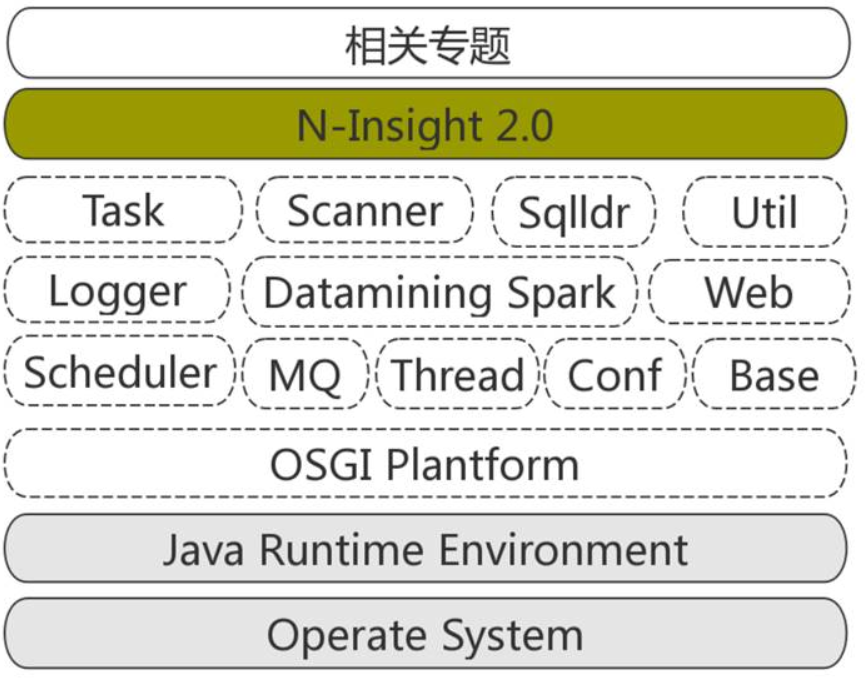 相关专题
N-Insight 2.0
Task Scanner Sqlldr Util
Logger Datamining Spark Web
Scheduler MQ Thread Conf Base
OSGI Plantform
Java Runtime Environment
Operate System